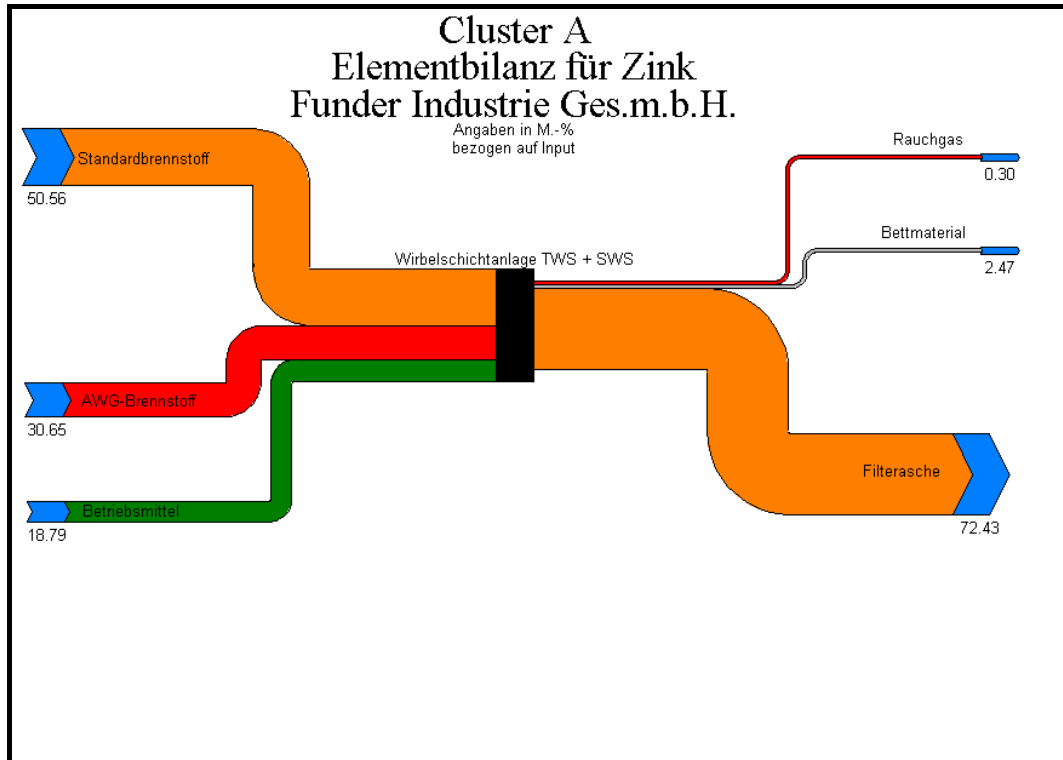 Cluster A
Elementbilanz für Zink
Funder Industrie Ges.m.b.H.
Angaben in M.-%
bezogen auf Input
Standardbrennstoff
50.56
Rauchgas
0.30
Bettmaterial
2.47
Wirbelschichtanlage TWS + SWS
AWG-Brennstoff
30.65
Betriebsmittel
18.79
Filterasche
72.43